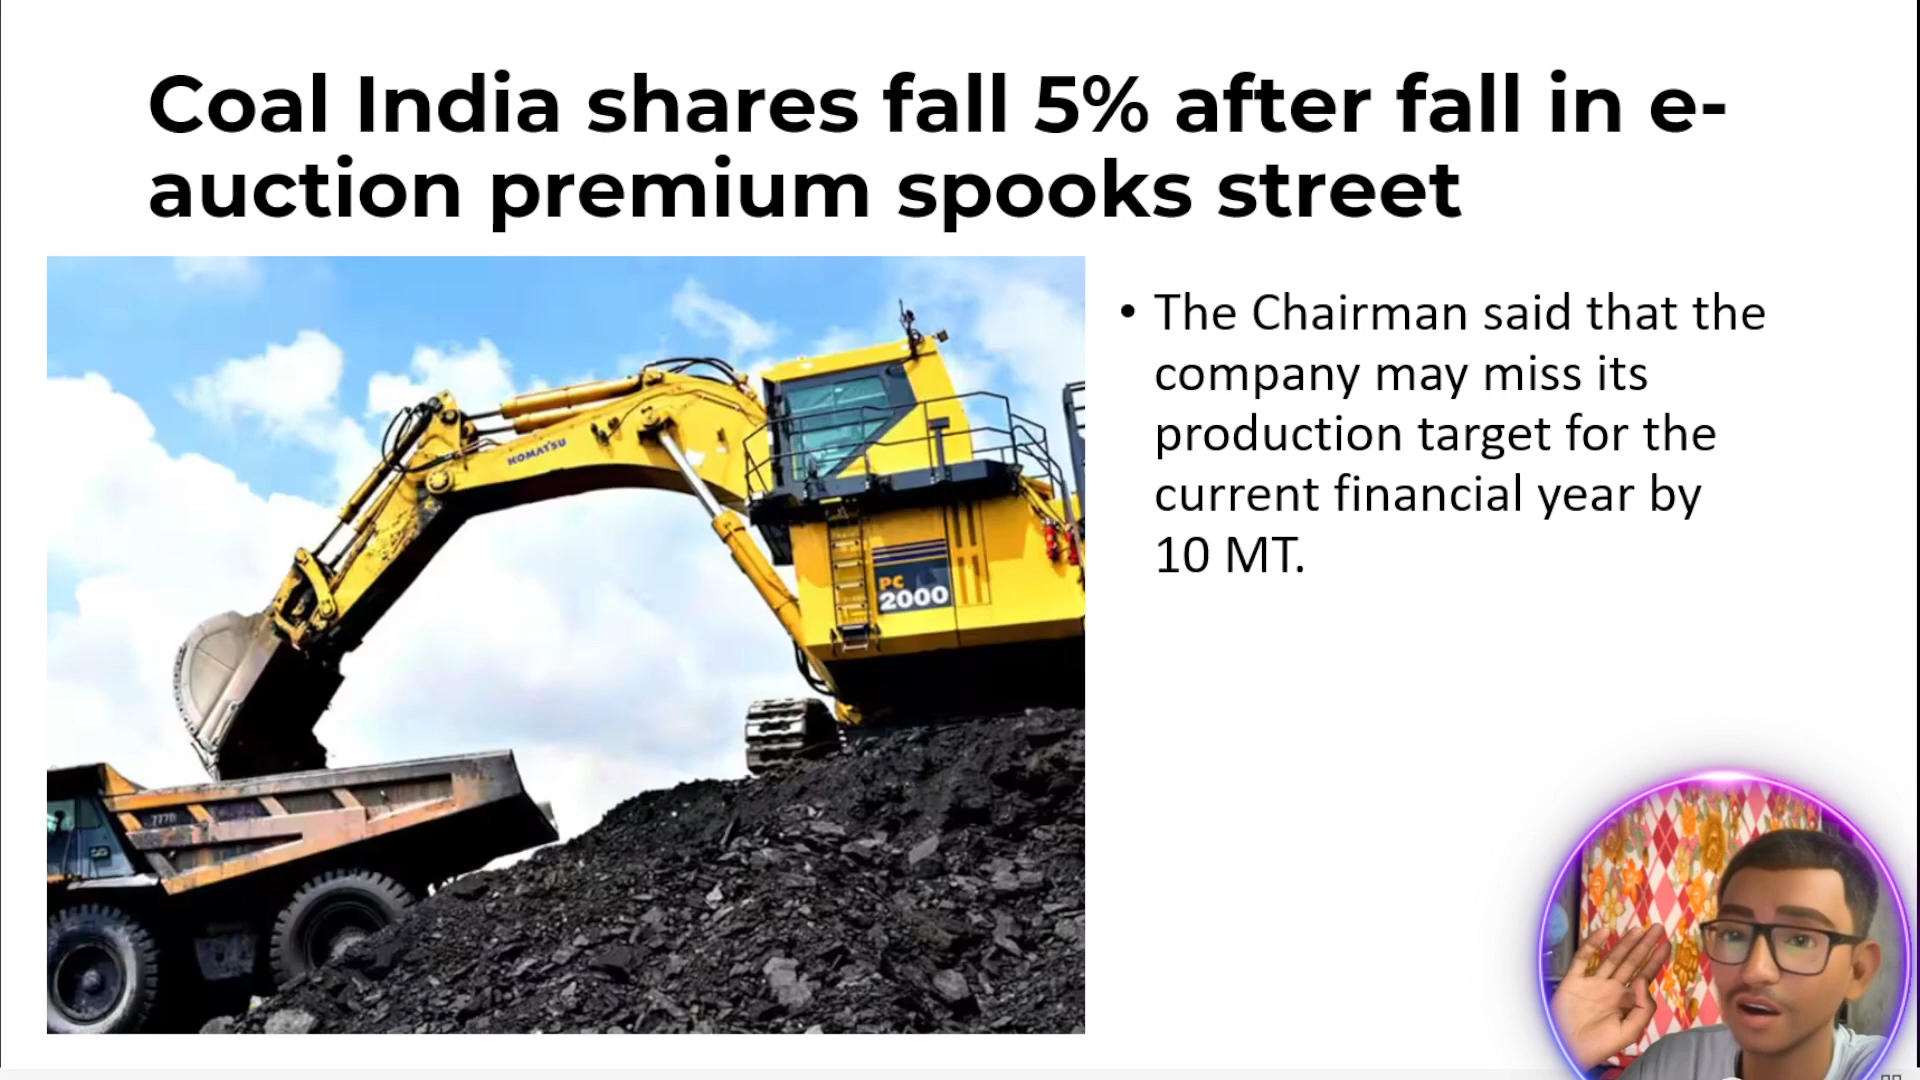 Coal India shares fall 5% after fall in e-
auction premium spooks street
• The Chairman said that the
company may miss its
production target for the
current financial year by
10 MT.
KOMATSU
PC
2000
777D